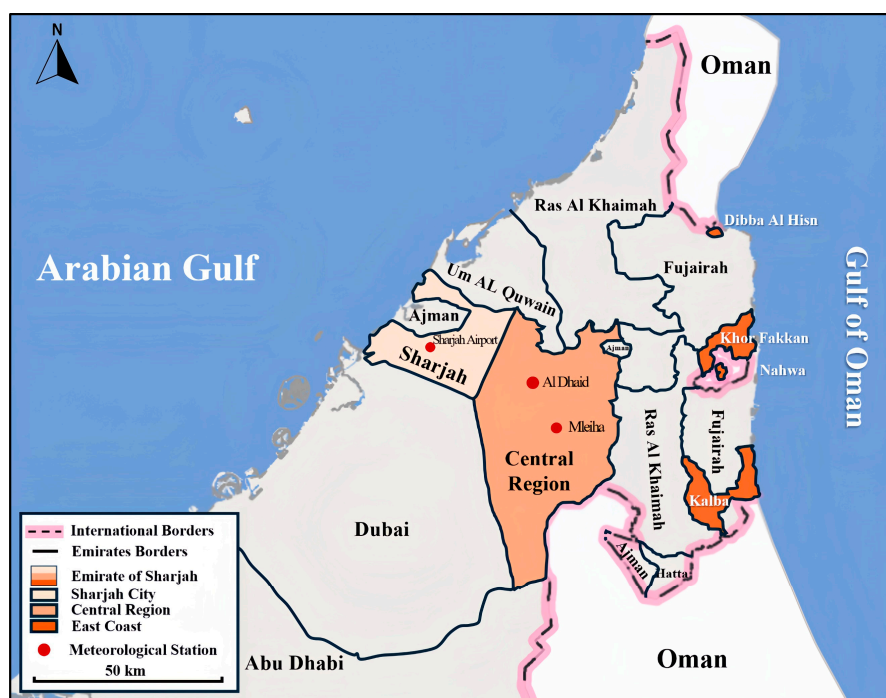 N
Oman
Ras Al Khaimah
Dibba Al Hisn
Arabian Gulf
Um AL Quwain
Fujairah
Gulf of Oman
Ajman
Sharjah Airport
Sharjah
Ajman
Khor Fakkan
Nahwa
Al Dhaid
Mleiha
Central
Region
Ras Al Khaimah
Fujairah
Kalba
Dubai
Ajman
Hatta
Abu Dhabi
Oman
International Borders
Emirates Borders
Emirate of Sharjah
Sharjah City
Central Region
East Coast
Meteorological Station
50 km